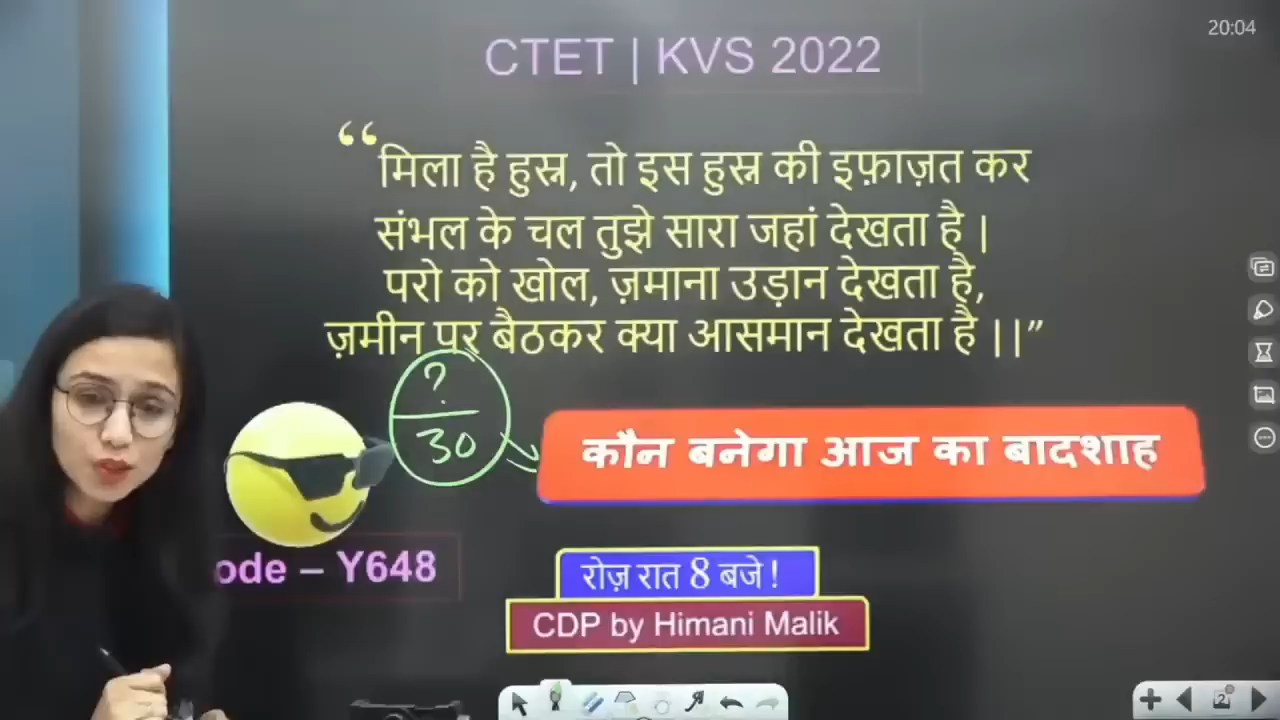 20:04
CTET | KVS 2022
“मिला है हुस्न, तो इस हुस्न की इफ़ाज़त कर
संभल के चल तुझे सारा जहां देखता है |
परो को खोल, ज़माना उड़ान देखता है,
ज़मीन पर बैठकर क्या आसमान देखता है ||”
?
30
कौन बनेगा आज का बादशाह
ode – Y648
रोज़ रात 8 बजे!
CDP by Himani Malik
2